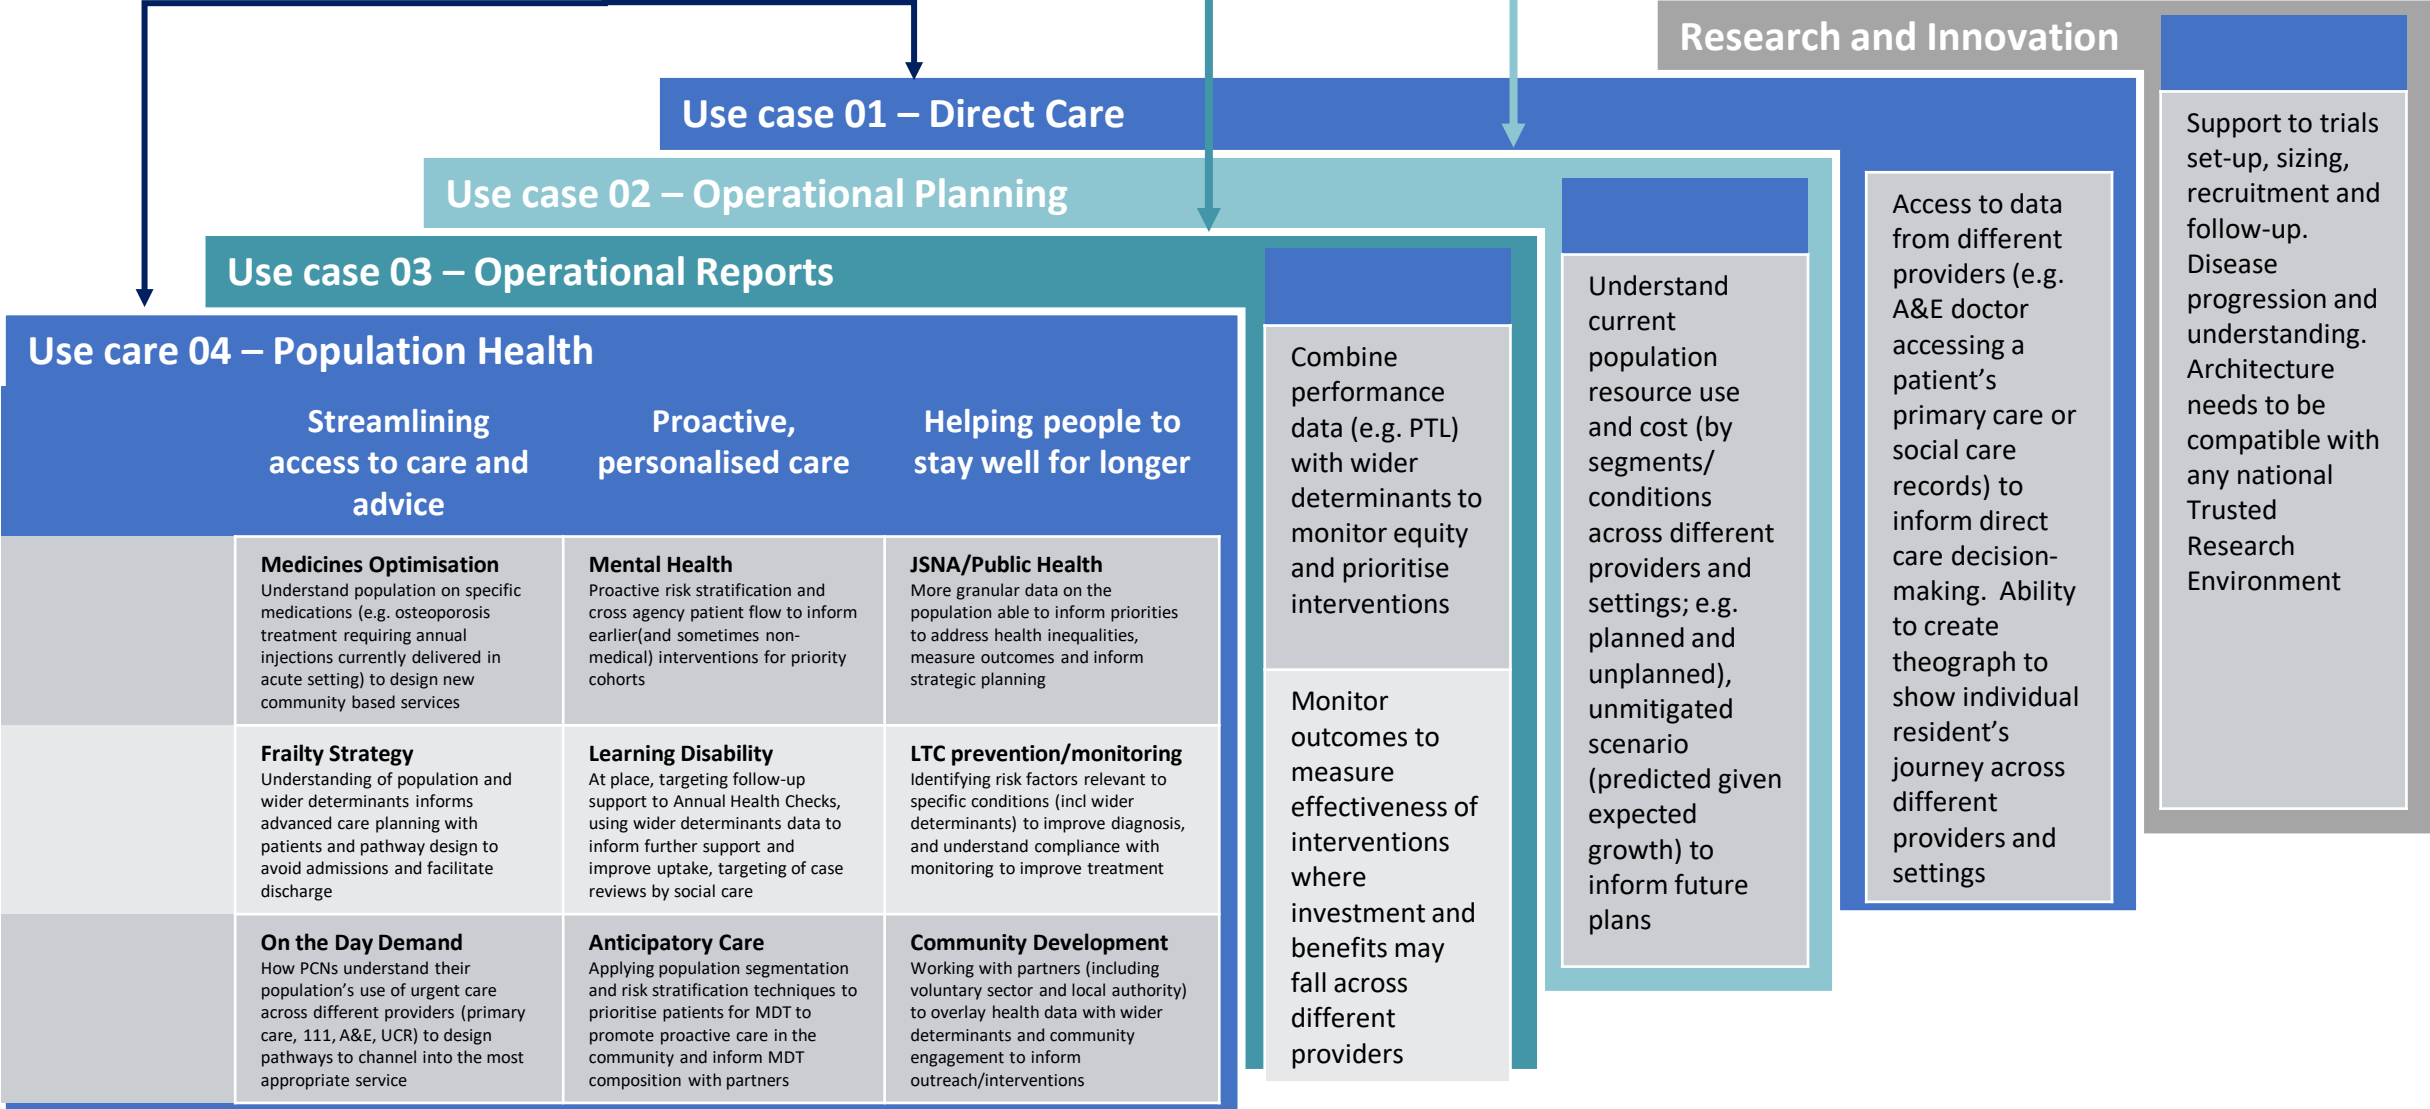 Research and Innovation
Use case 01 – Direct Care
Use case 02 – Operational Planning
Use case 03 – Operational Reports
Use care 04 – Population Health
Streamlining
access to care and
advice
Proactive,
personalised care
Helping people to
stay well for longer
Medicines Optimisation
Understand population on specific
medications (e.g. osteoporosis
treatment requiring annual
injections currently delivered in
acute setting) to design new
community based services
Mental Health
Proactive risk stratification and
cross agency patient flow to inform
earlier(and sometimes non-
medical) interventions for priority
cohorts
JSNA/Public Health
More granular data on the
population able to inform priorities
to address health inequalities,
measure outcomes and inform
strategic planning
Frailty Strategy
Understanding of population and
wider determinants informs
advanced care planning with
patients and pathway design to
avoid admissions and facilitate
discharge
Learning Disability
At place, targeting follow-up
support to Annual Health Checks,
using wider determinants data to
inform further support and
improve uptake, targeting of case
reviews by social care
LTC prevention/monitoring
Identifying risk factors relevant to
specific conditions (incl wider
determinants) to improve diagnosis,
and understand compliance with
monitoring to improve treatment
On the Day Demand
How PCNs understand their
population's use of urgent care
across different providers (primary
care, 111, A&E, UCR) to design
pathways to channel into the most
appropriate service
Anticipatory Care
Applying population segmentation
and risk stratification techniques to
prioritise patients for MDT to
promote proactive care in the
community and inform MDT
composition with partners
Community Development
Working with partners (including
voluntary sector and local authority)
to overlay health data with wider
determinants and community
engagement to inform
outreach/interventions
Combine
performance
data (e.g. PTL)
with wider
determinants to
monitor equity
and prioritise
interventions
Monitor
outcomes to
measure
effectiveness of
interventions
where
investment and
benefits may
fall across
different
providers
Understand
current
population
resource use
and cost (by
segments/
conditions
across different
providers and
settings; e.g.
planned and
unplanned),
unmitigated
scenario
(predicted given
expected
growth) to
inform future
plans
Access to data
from different
providers (e.g.
A&E doctor
accessing a
patient's
primary care or
social care
records) to
inform direct
care decision-
making.  Ability
to create
theograph to
show individual
resident's
journey across
different
providers and
settings
Support to trials
set-up, sizing,
recruitment and
follow-up.
Disease
progression and
understanding.
Architecture
needs to be
compatible with
any national
Trusted
Research
Environment